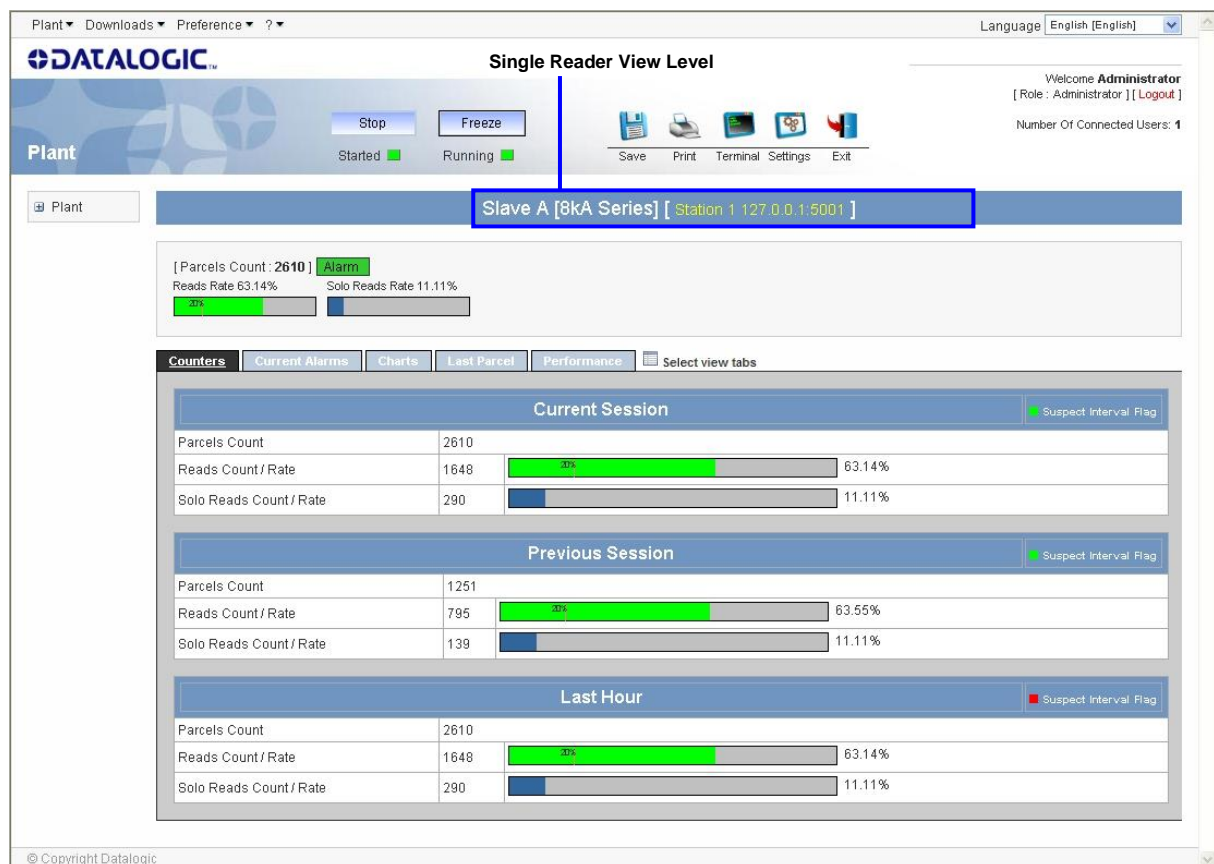 Plant Downloads Preference ? Language English [English]
DATALOGIC™
Single Reader View Level
Welcome Administrator
[ Role : Administrator ] [ Logout ]
Number Of Connected Users: 1
Plant
Stop Freeze
Started Running
Save Print Terminal Settings Exit
Plant
Slave A [8kA Series] [ Station 1 127.0.0.1:5001 ]
[ Parcels Count : 2610 ] Alarm
Reads Rate 63.14% Solo Reads Rate 11.11%
20%
Counters Current Alarms Charts Last Parcel Performance Select view tabs
Current Session Suspect Interval Flag
Parcels Count 2610
Reads Count / Rate 1648 20% 63.14%
Solo Reads Count / Rate 290 11.11%
Previous Session Suspect Interval Flag
Parcels Count 1251
Reads Count / Rate 795 20% 63.55%
Solo Reads Count / Rate 139 11.11%
Last Hour Suspect Interval Flag
Parcels Count 2610
Reads Count / Rate 1648 20% 63.14%
Solo Reads Count / Rate 290 11.11%
© Copyright Datalogic